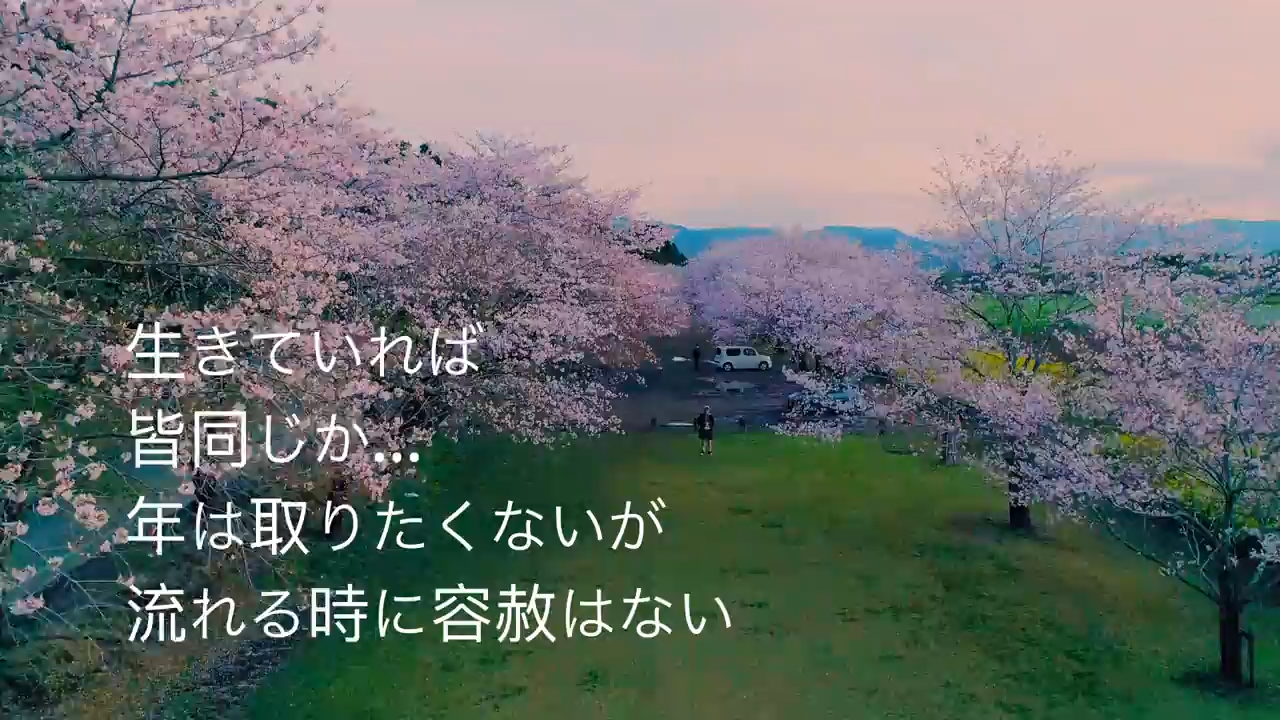 生きていれば
皆同じか…
年は取りたくないが
流れる時に容赦はない